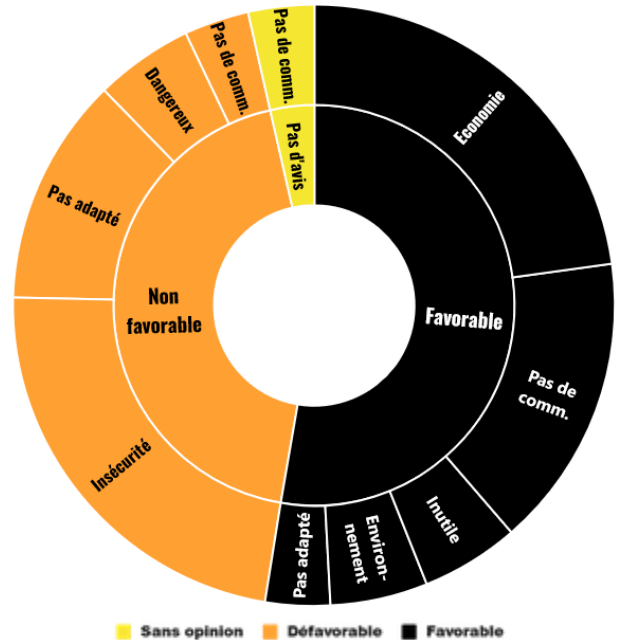 Pas de comm.
Pas d'avis
Economie
Favorable
Pas de
comm.
Inutile
Environ-
nement
Pas adapté
Insécurité
Non
favorable
Pas adapté
Dangereux
Pas de comm.
Sans opinion
Défavorable
Favorable